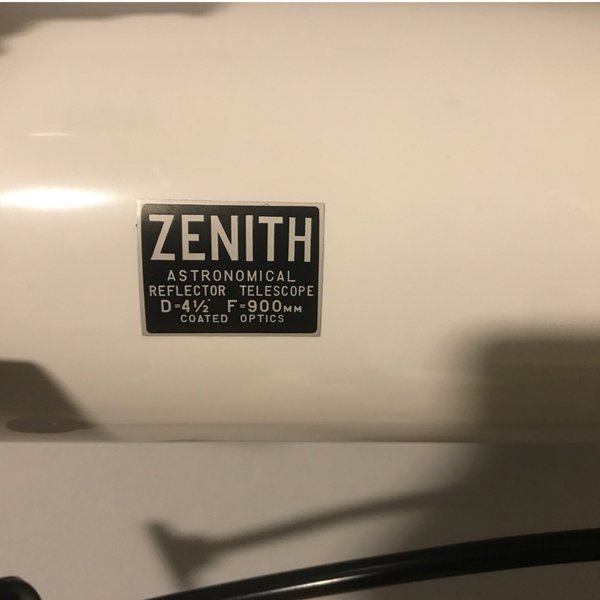 ZENITH
ASTRONOMICAL
REFLECTOR TELESCOPE
D=4½" F=900MM
COATED OPTICS